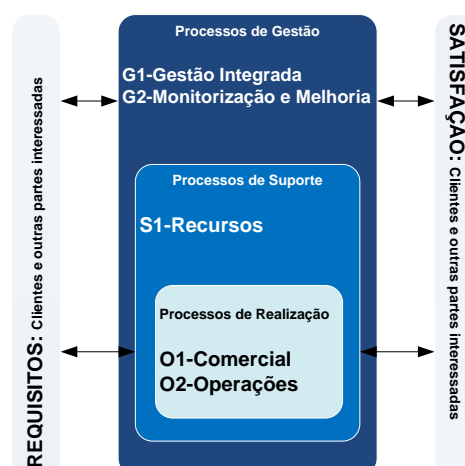 REQUISITOS: Clientes e outras partes interessadas
Processos de Gestão
G1-Gestão Integrada
G2-Monitorização e Melhoria
Processos de Suporte
S1-Recursos
Processos de Realização
O1-Comercial
O2-Operações
SATISFAÇÃO: Clientes e outras partes interessadas